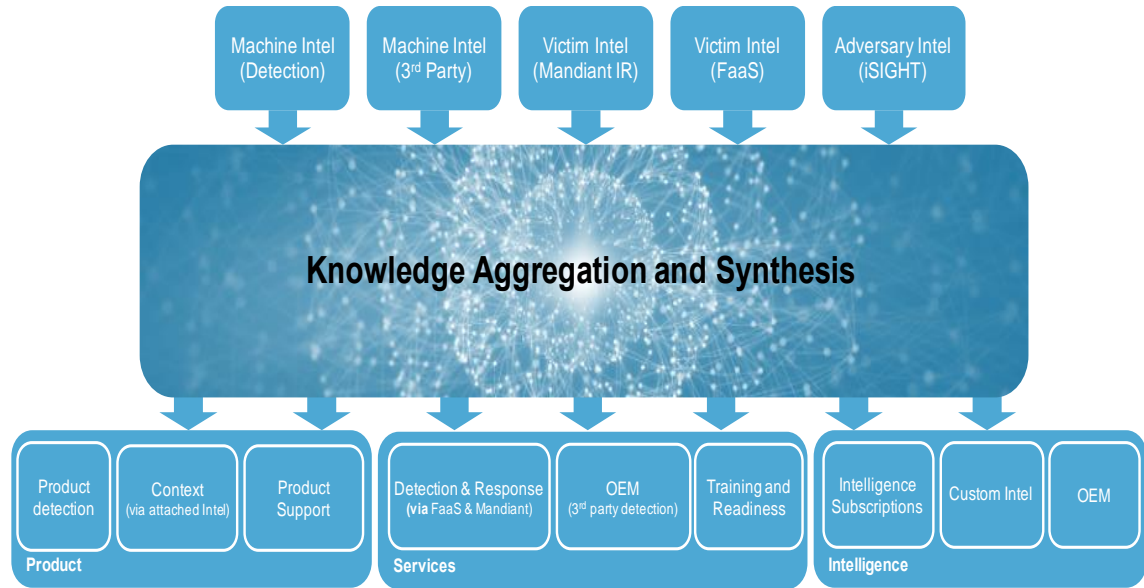 Machine Intel
(Detection)
Machine Intel
(3rd Party)
Victim Intel
(Mandiant IR)
Victim Intel
(FaaS)
Adversary Intel
(iSIGHT)
Knowledge Aggregation and Synthesis
Product
detection
Context
(via attached Intel)
Product
Support
Product
Detection & Response
(via FaaS & Mandiant)
OEM
(3rd party detection)
Training and
Readiness
Services
Intelligence
Subscriptions
Custom Intel
OEM
Intelligence